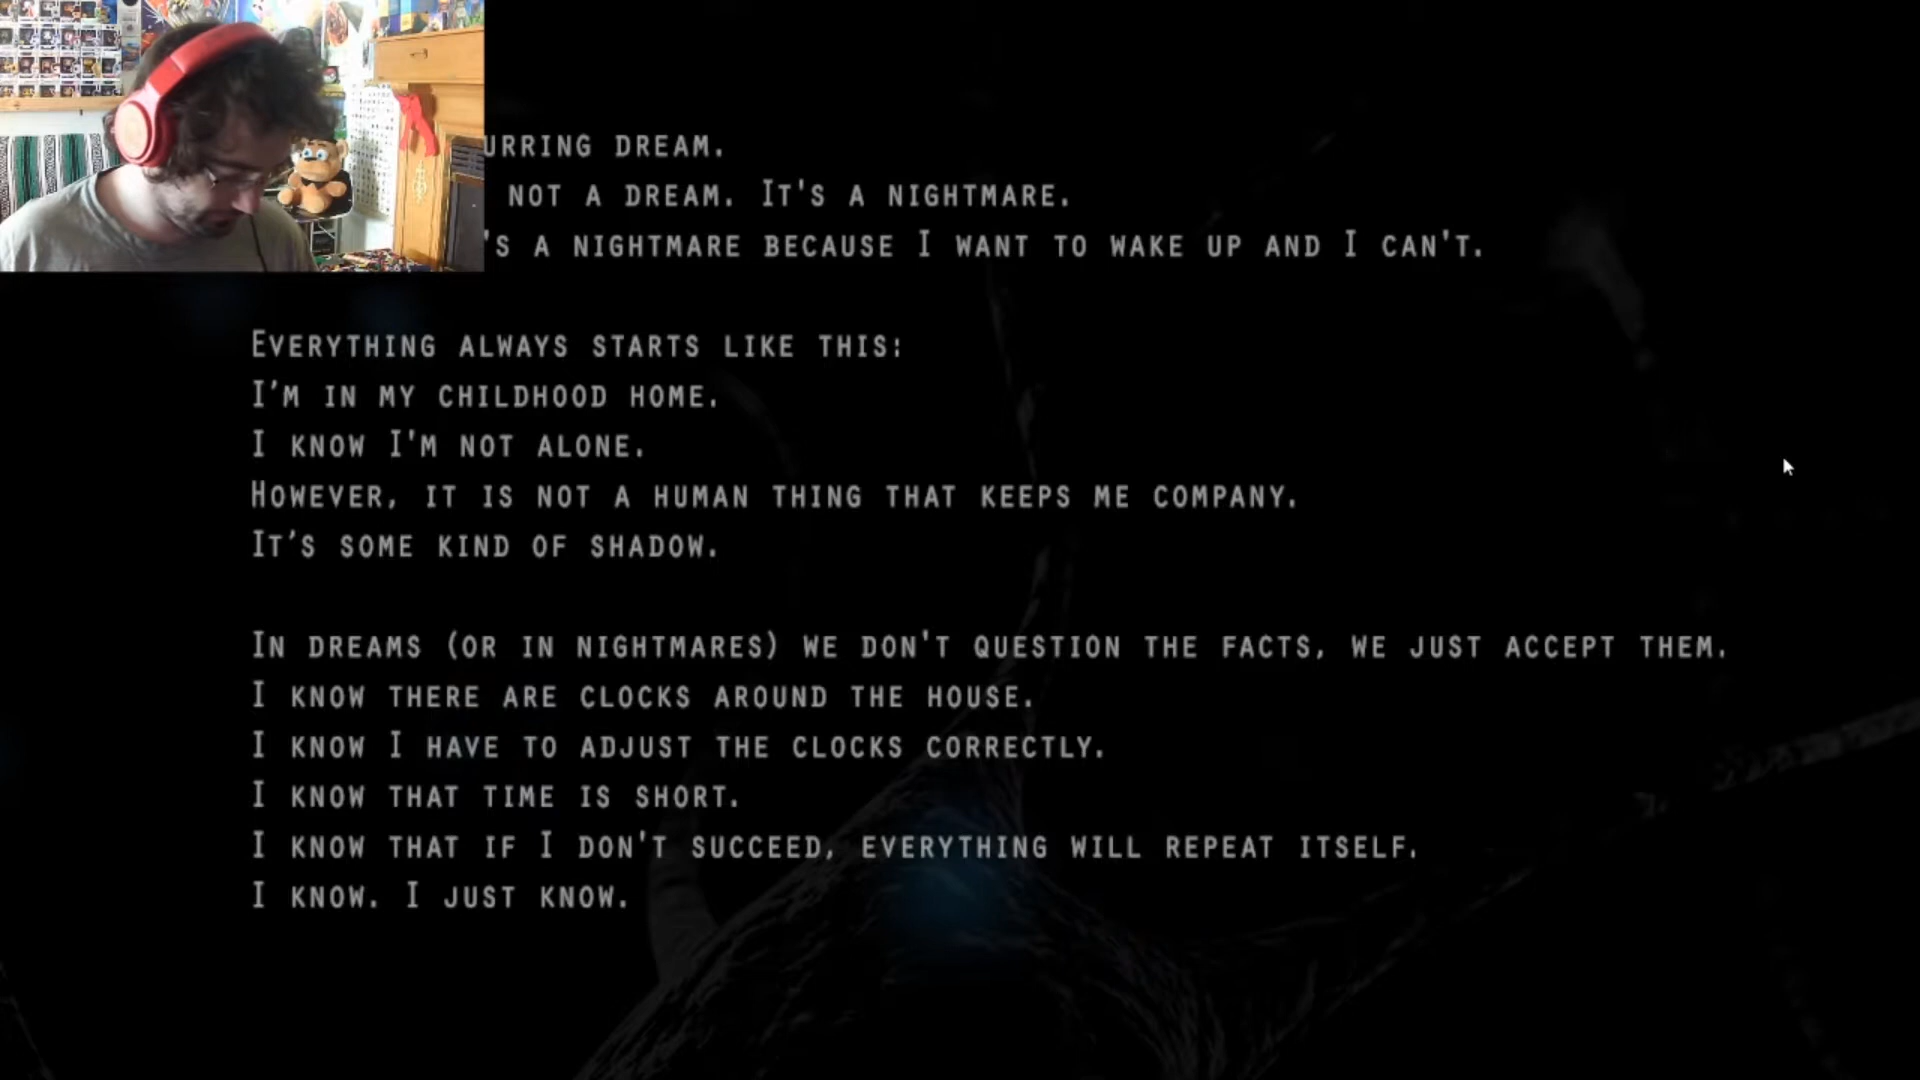 URRING DREAM.
NOT A DREAM. IT'S A NIGHTMARE.
'S A NIGHTMARE BECAUSE I WANT TO WAKE UP AND I CAN'T.
EVERYTHING ALWAYS STARTS LIKE THIS:
I'M IN MY CHILDHOOD HOME.
I KNOW I'M NOT ALONE.
HOWEVER, IT IS NOT A HUMAN THING THAT KEEPS ME COMPANY.
IT'S SOME KIND OF SHADOW.
IN DREAMS (OR IN NIGHTMARES) WE DON'T QUESTION THE FACTS, WE JUST ACCEPT THEM.
I KNOW THERE ARE CLOCKS AROUND THE HOUSE.
I KNOW I HAVE TO ADJUST THE CLOCKS CORRECTLY.
I KNOW THAT TIME IS SHORT.
I KNOW THAT IF I DON'T SUCCEED, EVERYTHING WILL REPEAT ITSELF.
I KNOW. I JUST KNOW.